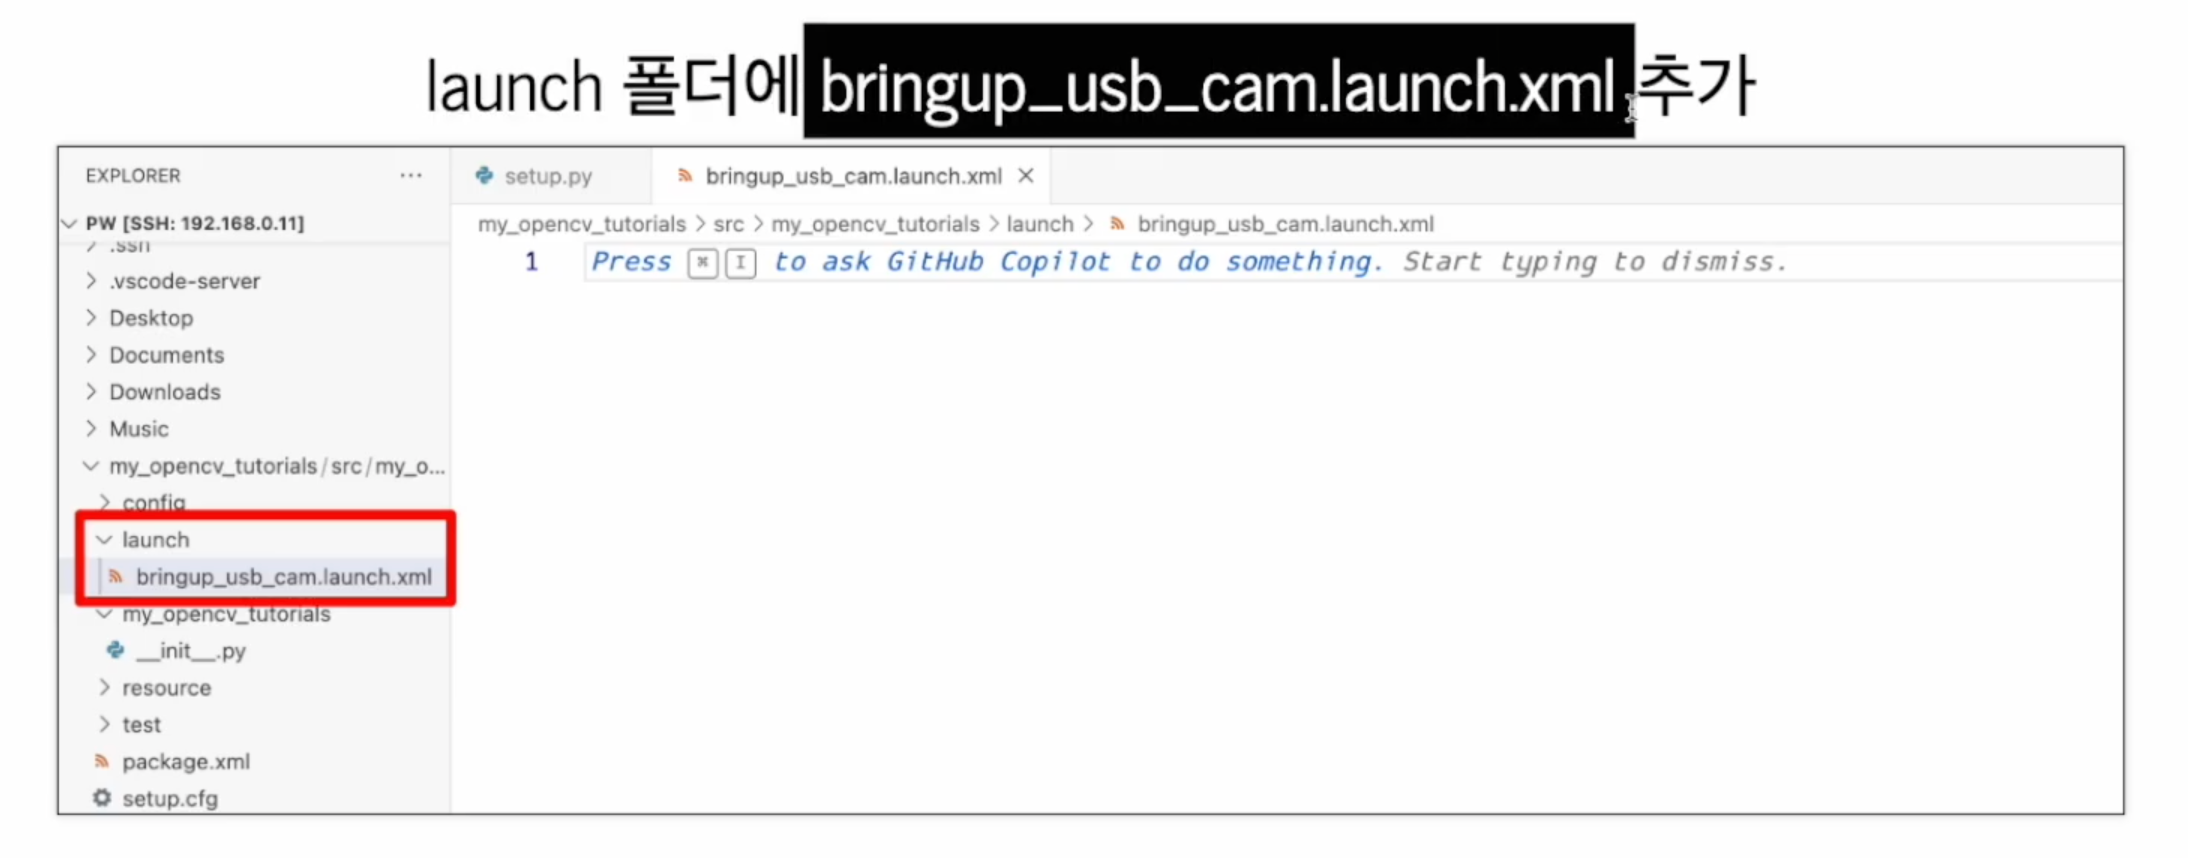 launch 폴더에 bringup_usb_cam.launch.xml 추가
EXPLORER ···
setup.py
bringup_usb_cam.launch.xml ×
PW [SSH: 192.168.0.11]
my_opencv_tutorials > src > my_opencv_tutorials > launch > bringup_usb_cam.launch.xml
1 Press ⌘ I to ask GitHub Copilot to do something. Start typing to dismiss.
.ssh
.vscode-server
Desktop
Documents
Downloads
Music
my_opencv_tutorials/src/my_o...
config
launch
bringup_usb_cam.launch.xml
my_opencv_tutorials
__init__.py
resource
test
package.xml
setup.cfg